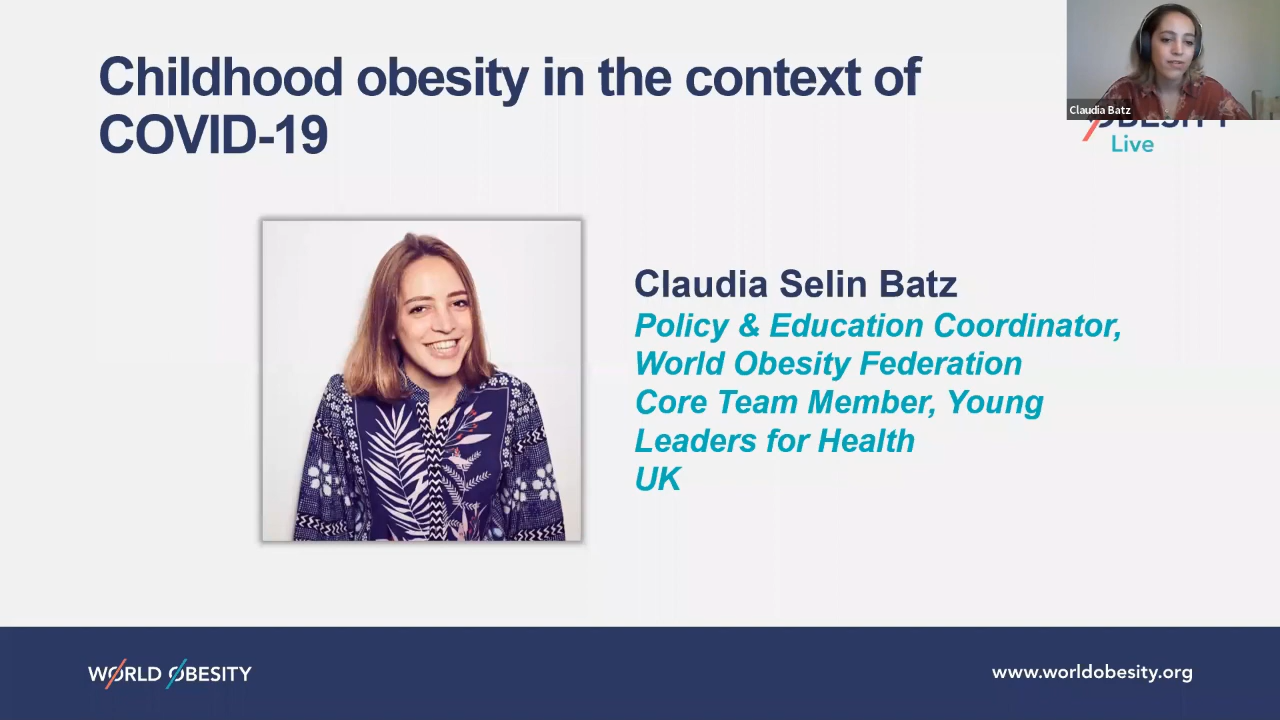 Childhood obesity in the context of
COVID-19
Claudia Batz
Live
Claudia Selin Batz
Policy & Education Coordinator,
World Obesity Federation
Core Team Member, Young
Leaders for Health
UK
WORLD OBESITY
www.worldobesity.org